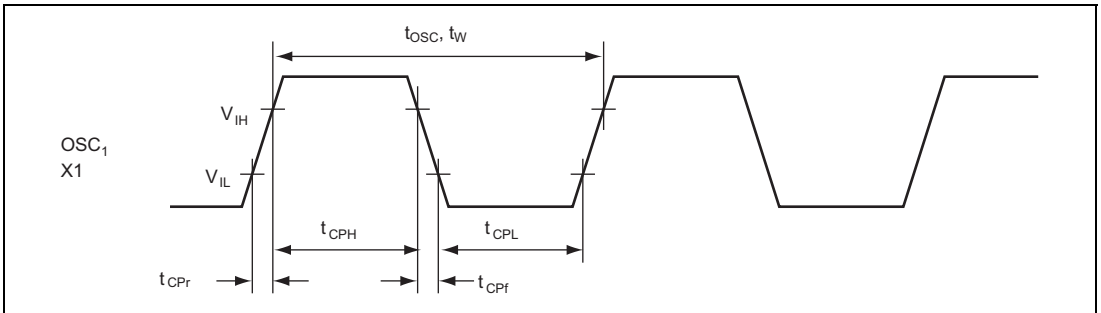 tOSC, tW
VIH
OSC1
X1
VIL
tCPH
tCPL
tCPr
tCPf